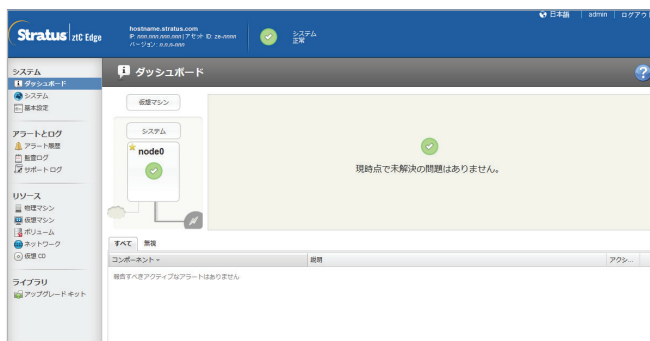 日本語 admin ログアウ
Stratus ztC Edge
hostname.stratus.com
IP: nnn.nnn.nnn.nnn | アセット ID: ze-nnnn
バージョン: n.n.n-nnn
システム
正常
システム
ダッシュボード
システム
基本設定
アラートとログ
アラート履歴
監査ログ
サポート ログ
リソース
物理マシン
仮想マシン
ボリューム
ネットワーク
仮想 CD
ライブラリ
アップグレード キット
ダッシュボード
仮想マシン
システム
node0
現時点で未解決の問題はありません。
すべて 無視
コンポーネント 説明 アクシ...
報告すべきアクティブなアラートはありません